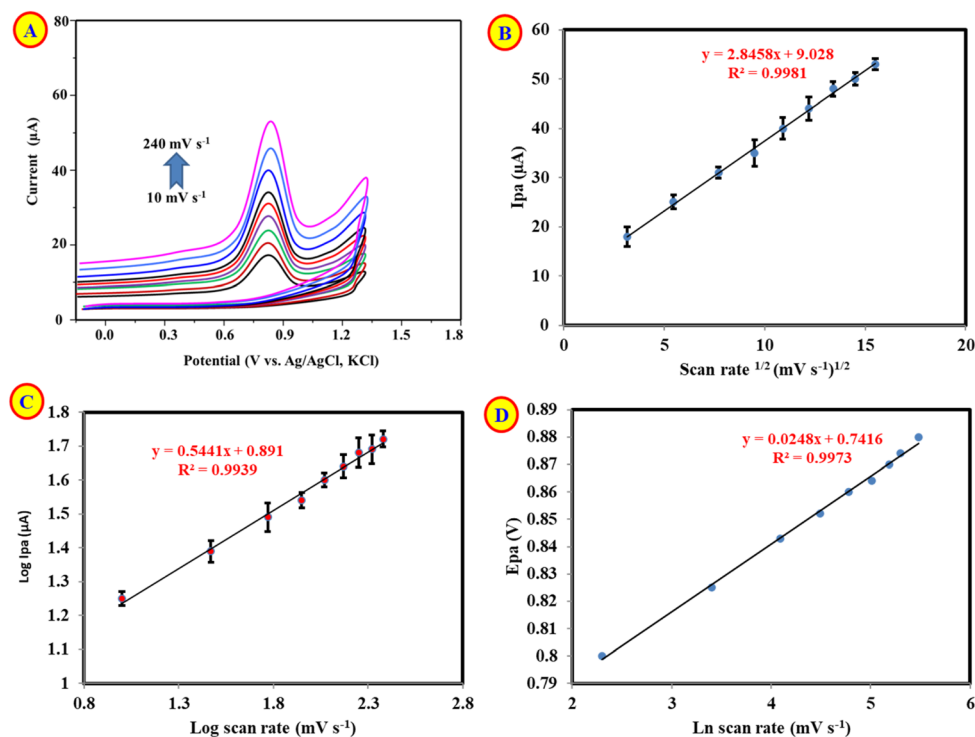 A
80
60
40
20
0
Current (μA)
240 mV s⁻¹
10 mV s⁻¹
0.0
0.3
0.6
0.9
1.2
1.5
1.8
Potential (V vs. Ag/AgCl, KCl)
B
60
50
40
30
20
10
0
Ipa (μA)
y = 2.8458x + 9.028
R² = 0.9981
0
5
10
15
20
Scan rate ¹/² (mV s⁻¹)¹/²
C
1.8
1.7
1.6
1.5
1.4
1.3
1.2
1.1
1
Log Ipa (μA)
y = 0.5441x + 0.891
R² = 0.9939
0.8
1.3
1.8
2.3
2.8
Log scan rate (mV s⁻¹)
D
0.89
0.88
0.87
0.86
0.85
0.84
0.83
0.82
0.81
0.8
0.79
Epa (V)
y = 0.0248x + 0.7416
R² = 0.9973
2
3
4
5
6
Ln scan rate (mV s⁻¹)